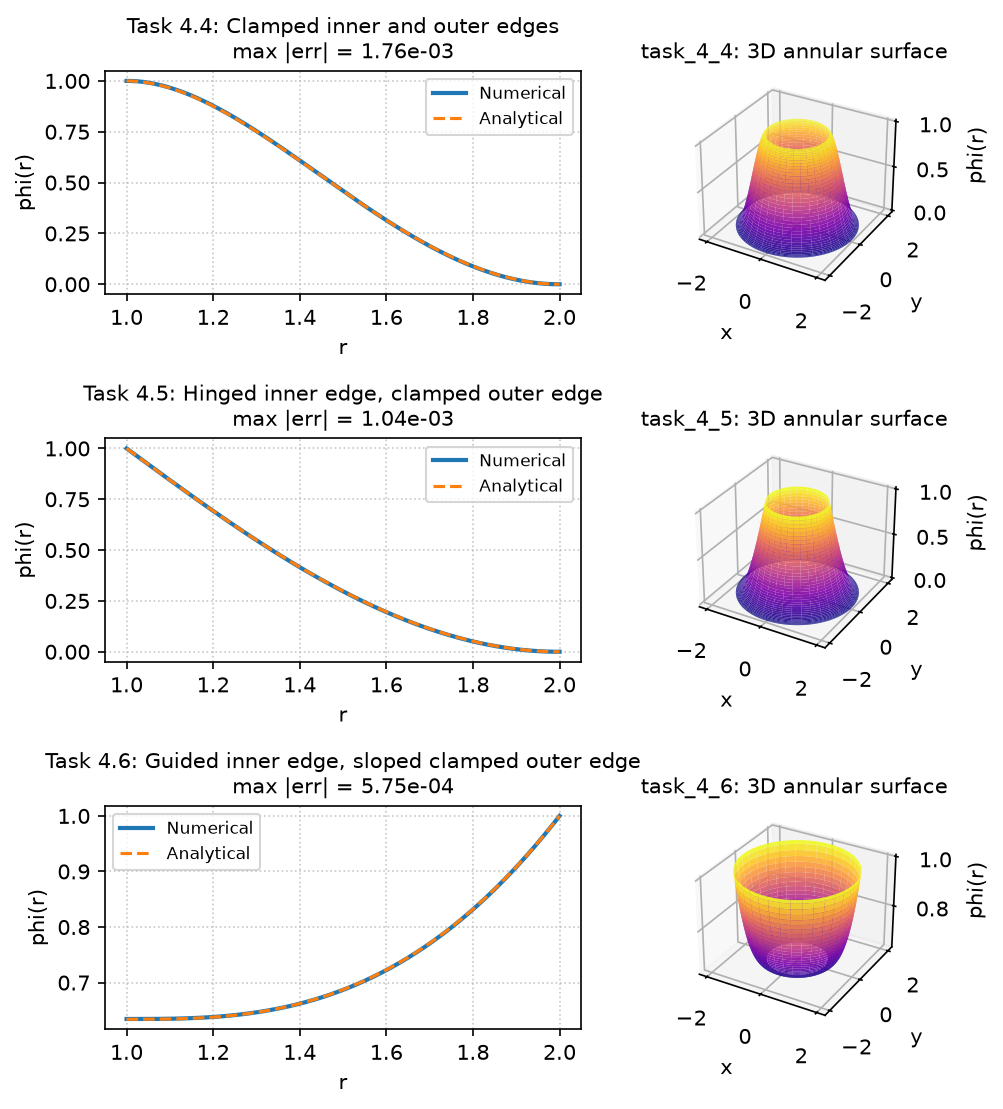 Task 4.4: Clamped inner and outer edges
max |err| = 1.76e-03
1.00
0.75
0.50
0.25
0.00
phi(r)
1.0
1.2
1.4
1.6
1.8
2.0
r
Numerical
Analytical
task_4_4: 3D annular surface
1.0
0.5
0.0
phi(r)
−2
0
2
x
−2
0
2
y
Task 4.5: Hinged inner edge, clamped outer edge
max |err| = 1.04e-03
1.00
0.75
0.50
0.25
0.00
phi(r)
1.0
1.2
1.4
1.6
1.8
2.0
r
Numerical
Analytical
task_4_5: 3D annular surface
1.0
0.5
0.0
phi(r)
−2
0
2
x
−2
0
2
y
Task 4.6: Guided inner edge, sloped clamped outer edge
max |err| = 5.75e-04
1.0
0.9
0.8
0.7
phi(r)
1.0
1.2
1.4
1.6
1.8
2.0
r
Numerical
Analytical
task_4_6: 3D annular surface
1.0
0.8
phi(r)
−2
0
2
x
−2
0
2
y